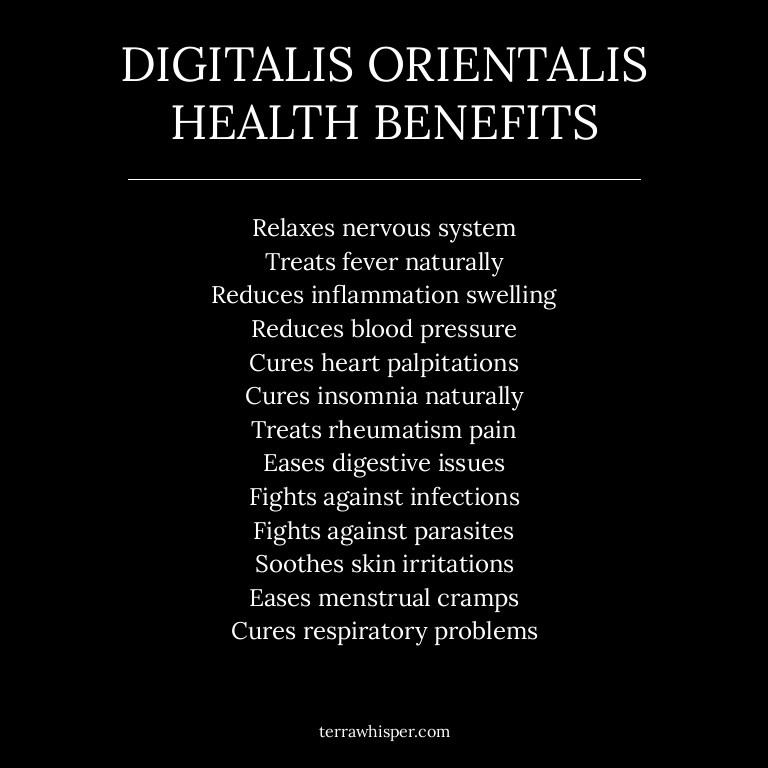 DIGITALIS ORIENTALIS
HEALTH BENEFITS
Relaxes nervous system
Treats fever naturally
Reduces inflammation swelling
Reduces blood pressure
Cures heart palpitations
Cures insomnia naturally
Treats rheumatism pain
Eases digestive issues
Fights against infections
Fights against parasites
Soothes skin irritations
Eases menstrual cramps
Cures respiratory problems
terrawhisper.com